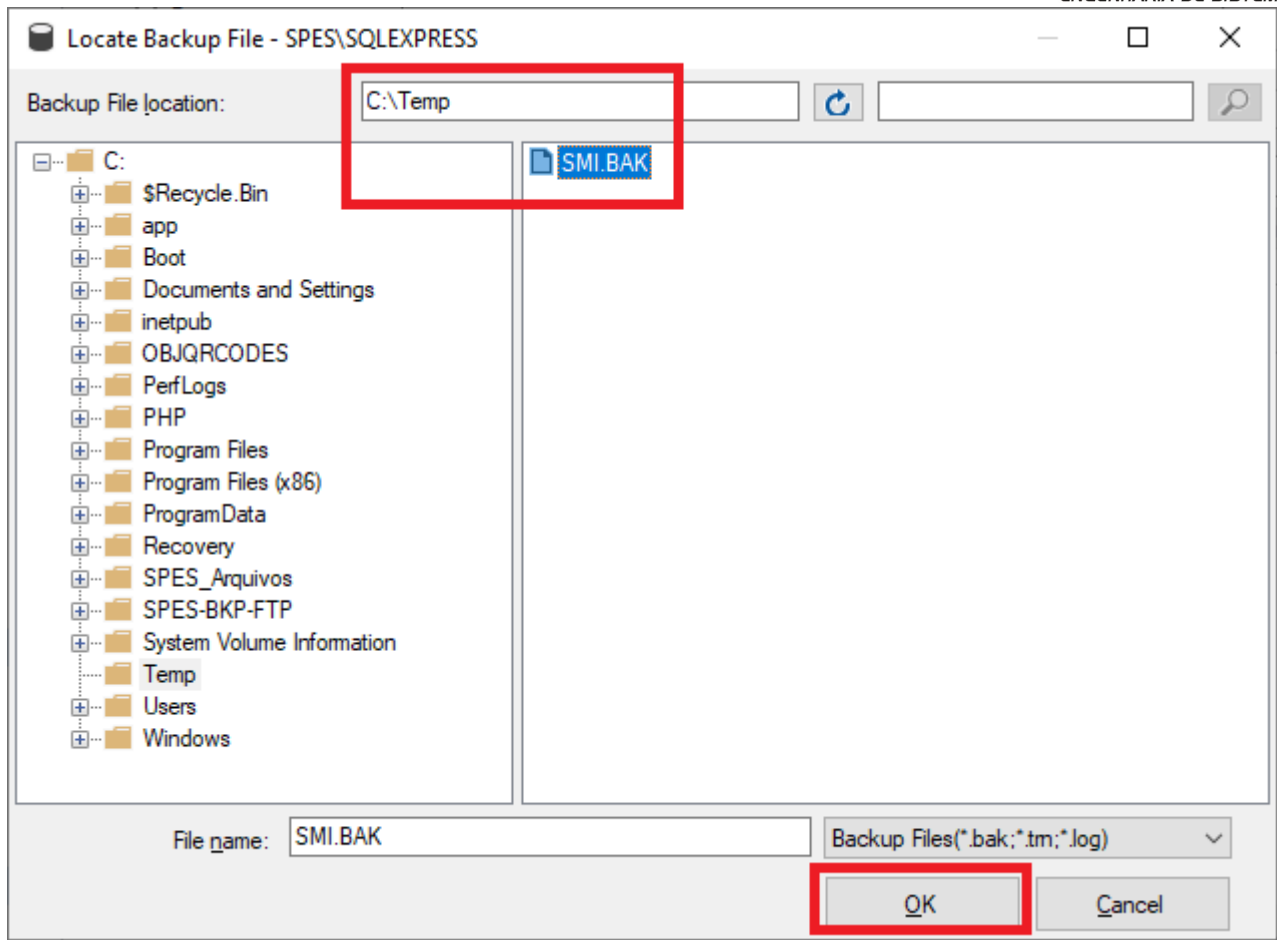 Locate Backup File - SPES\SQLEXPRESS
Backup File location: C:\Temp
C:
SMI.BAK
$Recycle.Bin
app
Boot
Documents and Settings
inetpub
OBJQRCODES
PerfLogs
PHP
Program Files
Program Files (x86)
ProgramData
Recovery
SPES_Arquivos
SPES-BKP-FTP
System Volume Information
Temp
Users
Windows
File name: SMI.BAK Backup Files(*.bak;*.trn;*.log)
OK Cancel